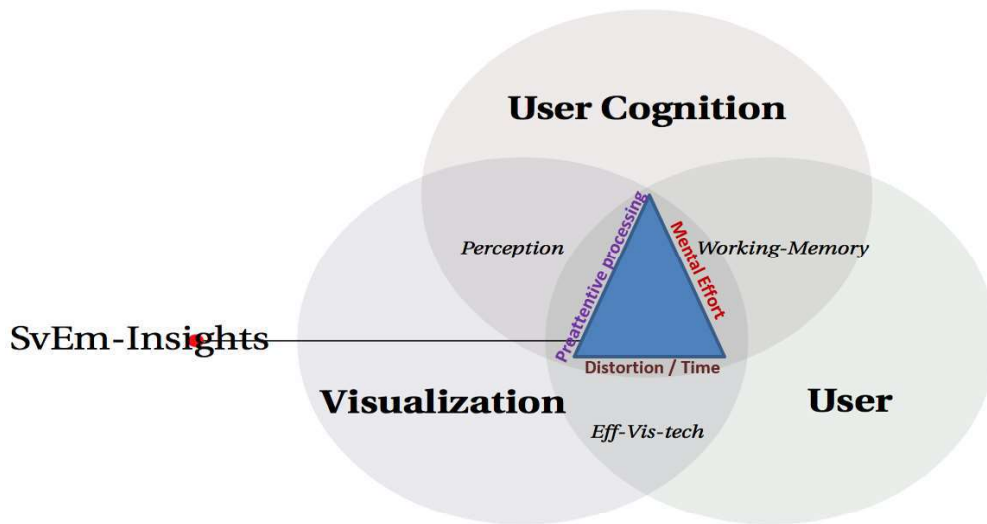 User Cognition
Perception
Preattentive processing
Mental Effort
Working-Memory
SvEm-Insights
Distortion / Time
Visualization
User
Eff-Vis-tech